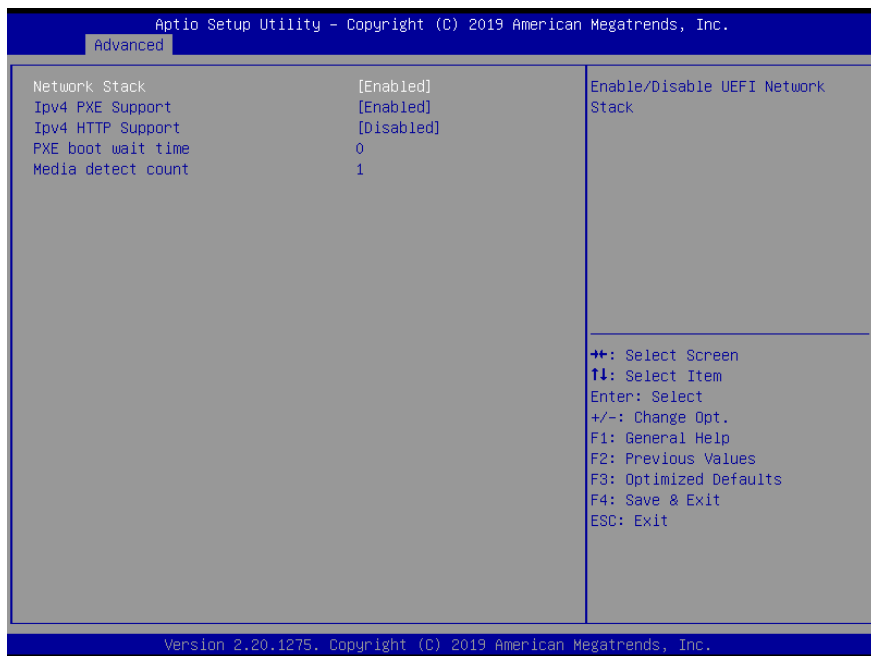 Aptio Setup Utility – Copyright (C) 2019 American Megatrends, Inc.
Advanced
Network Stack [Enabled]
Ipv4 PXE Support [Enabled]
Ipv4 HTTP Support [Disabled]
PXE boot wait time 0
Media detect count 1
Enable/Disable UEFI Network
Stack
→←: Select Screen
↑↓: Select Item
Enter: Select
+/-: Change Opt.
F1: General Help
F2: Previous Values
F3: Optimized Defaults
F4: Save & Exit
ESC: Exit
Version 2.20.1275. Copyright (C) 2019 American Megatrends, Inc.